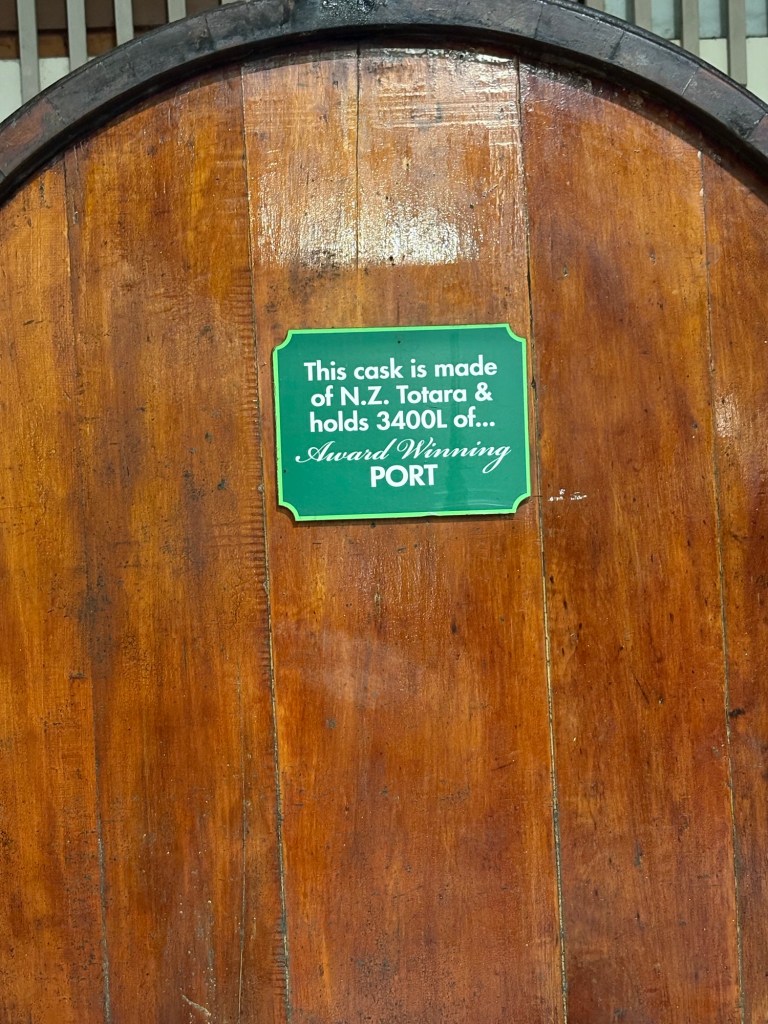 This cask is made
of N.Z. Totara &
holds 3400L of...
Award Winning
PORT